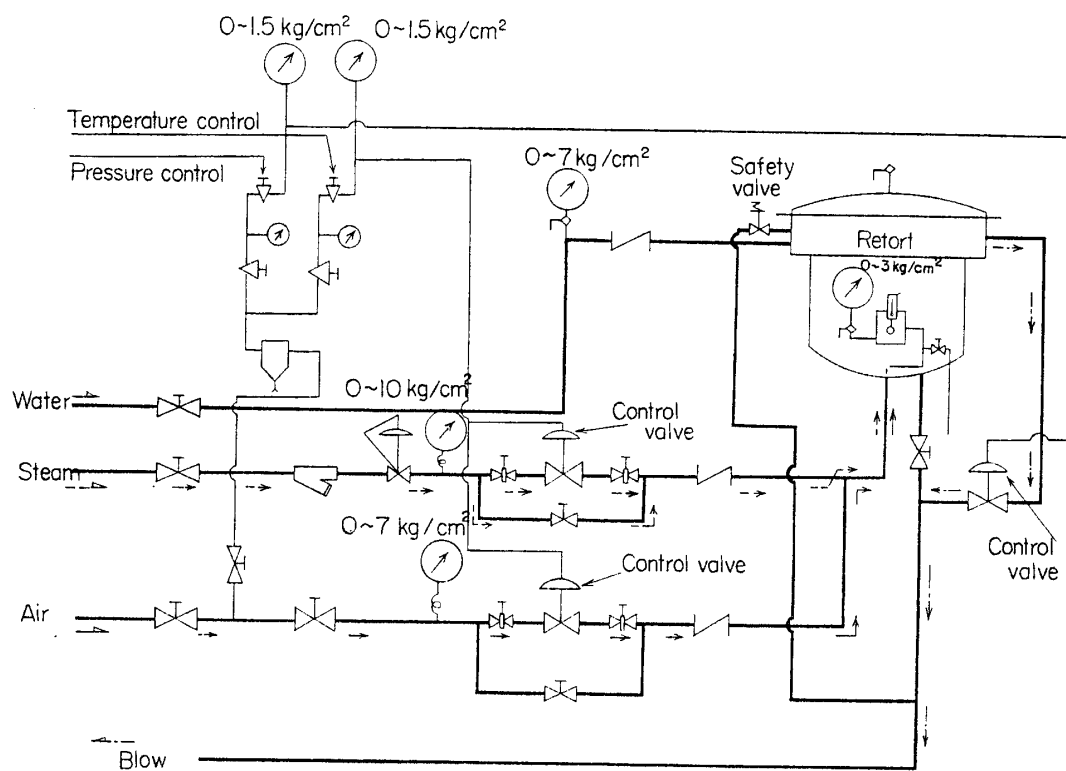 0~1.5 kg/cm²
0~1.5 kg/cm²
Temperature control
Pressure control
0~7 kg/cm²
Safety
valve
Retort
0~3 kg/cm²
0~10 kg/cm²
Water
Control
valve
Steam
0~7 kg/cm²
Control valve
Control
valve
Air
Blow